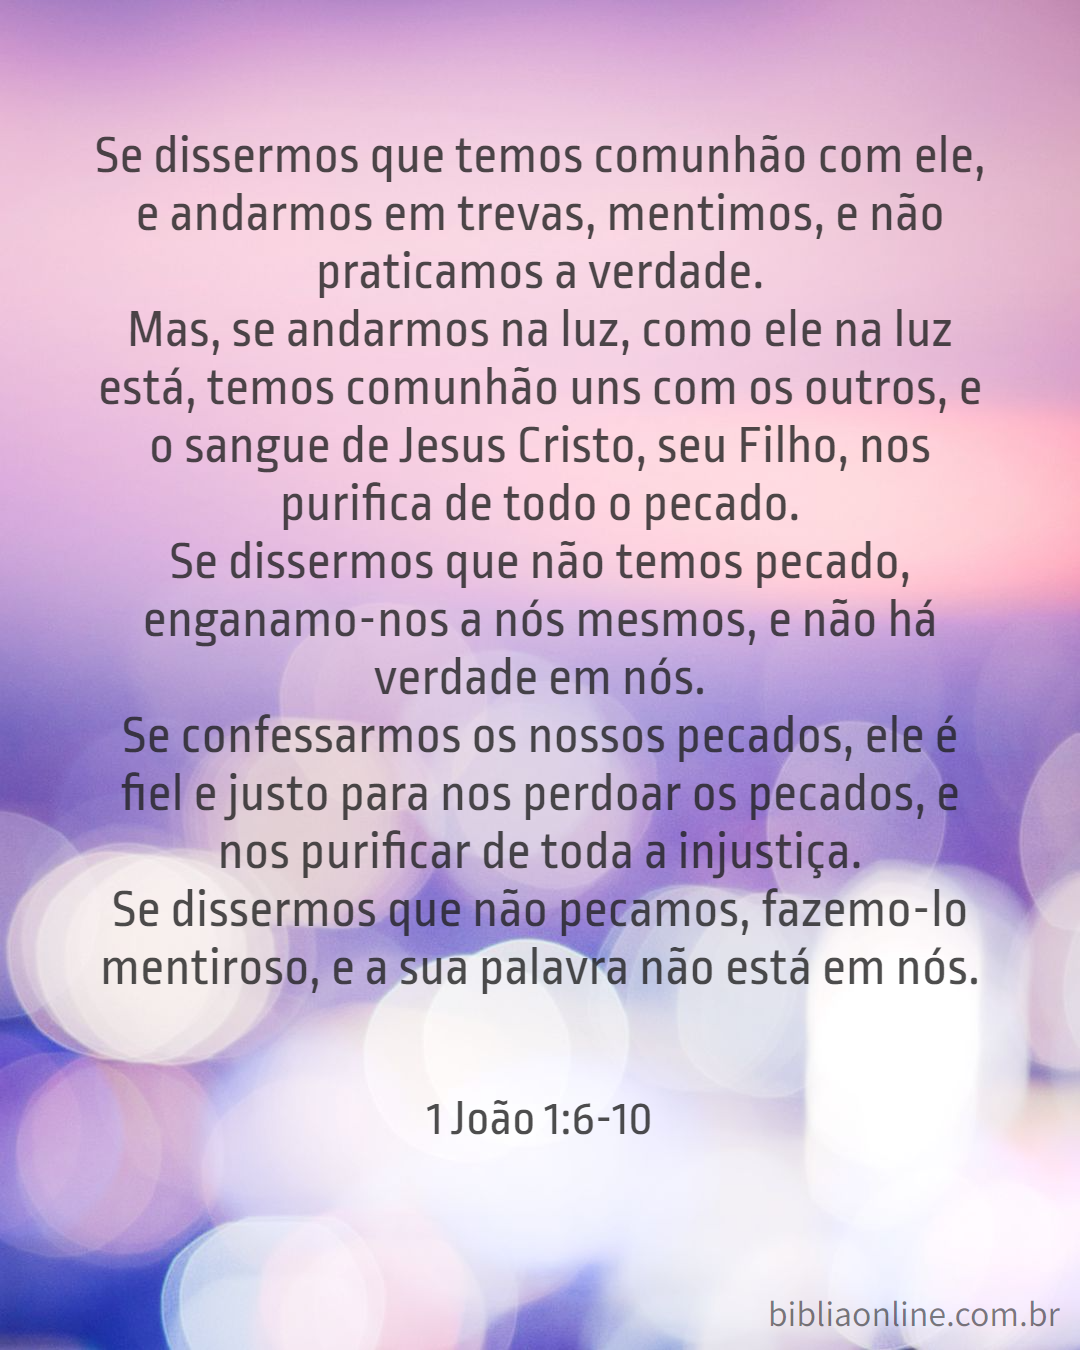 Se dissermos que temos comunhão com ele,
e andarmos em trevas, mentimos, e não
praticamos a verdade.
Mas, se andarmos na luz, como ele na luz
está, temos comunhão uns com os outros, e
o sangue de Jesus Cristo, seu Filho, nos
purifica de todo o pecado.
Se dissermos que não temos pecado,
enganamo-nos a nós mesmos, e não há
verdade em nós.
Se confessarmos os nossos pecados, ele é
fiel e justo para nos perdoar os pecados, e
nos purificar de toda a injustiça.
Se dissermos que não pecamos, fazemo-lo
mentiroso, e a sua palavra não está em nós.
1 João 1:6-10
bibliaonline.com.br